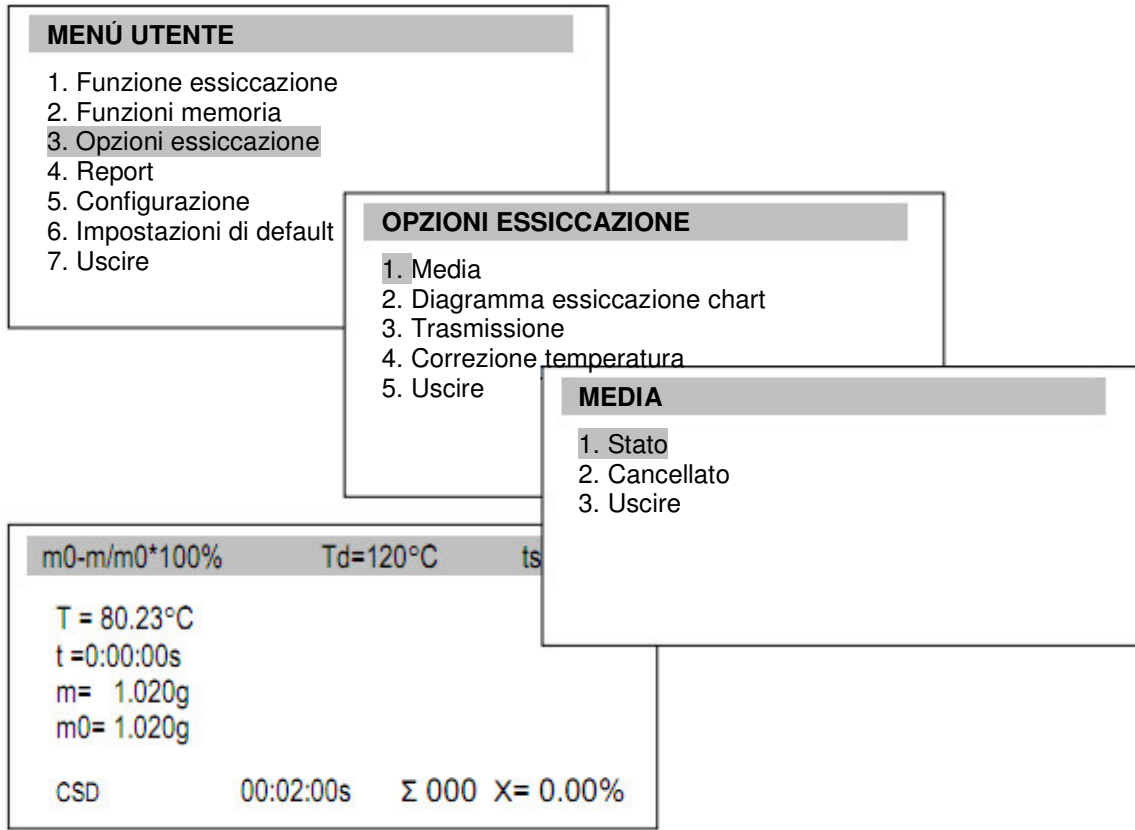 MENÚ UTENTE
1. Funzione essiccazione
2. Funzioni memoria
3. Opzioni essiccazione
4. Report
5. Configurazione
6. Impostazioni di default
7. Uscire
OPZIONI ESSICCAZIONE
1. Media
2. Diagramma essiccazione chart
3. Trasmissione
4. Correzione temperatura
5. Uscire
MEDIA
1. Stato
2. Cancellato
3. Uscire
m0-m/m0*100% Td=120°C ts
T = 80.23°C
t =0:00:00s
m= 1.020g
m0= 1.020g
CSD 00:02:00s Σ 000 X= 0.00%